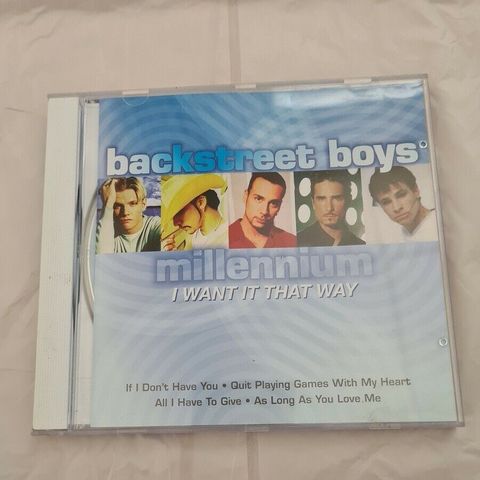 backstreet boys
millennium
I WANT IT THAT WAY
If I Don't Have You • Quit Playing Games With My Heart
All I Have To Give • As Long As You Love Me